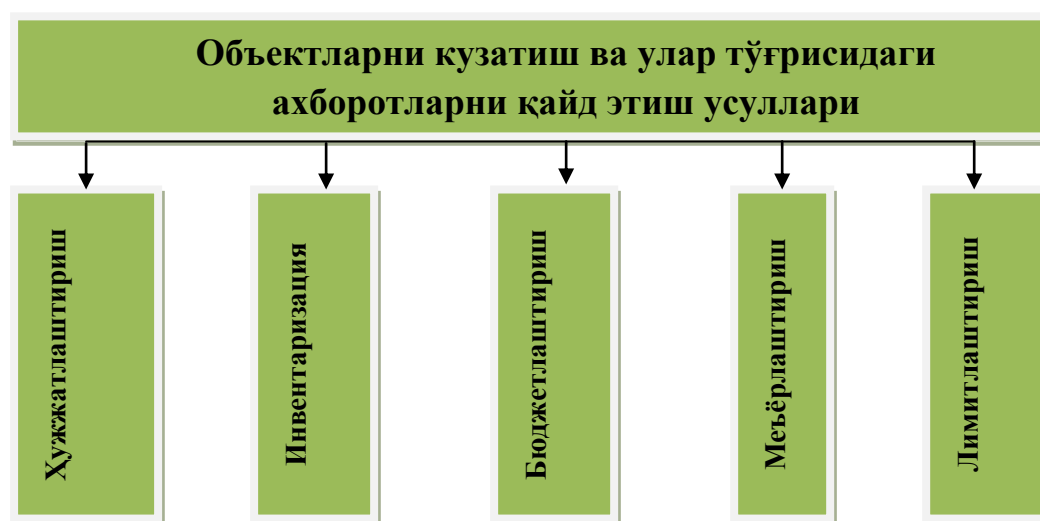 Объектларни кузатиш ва улар тўғрисидаги
ахборотларни қайд этиш усуллари
Ҳужжатлаштириш
Инвентаризация
Бюджетлаштириш
Меъёрлаштириш
Лимитлаштириш